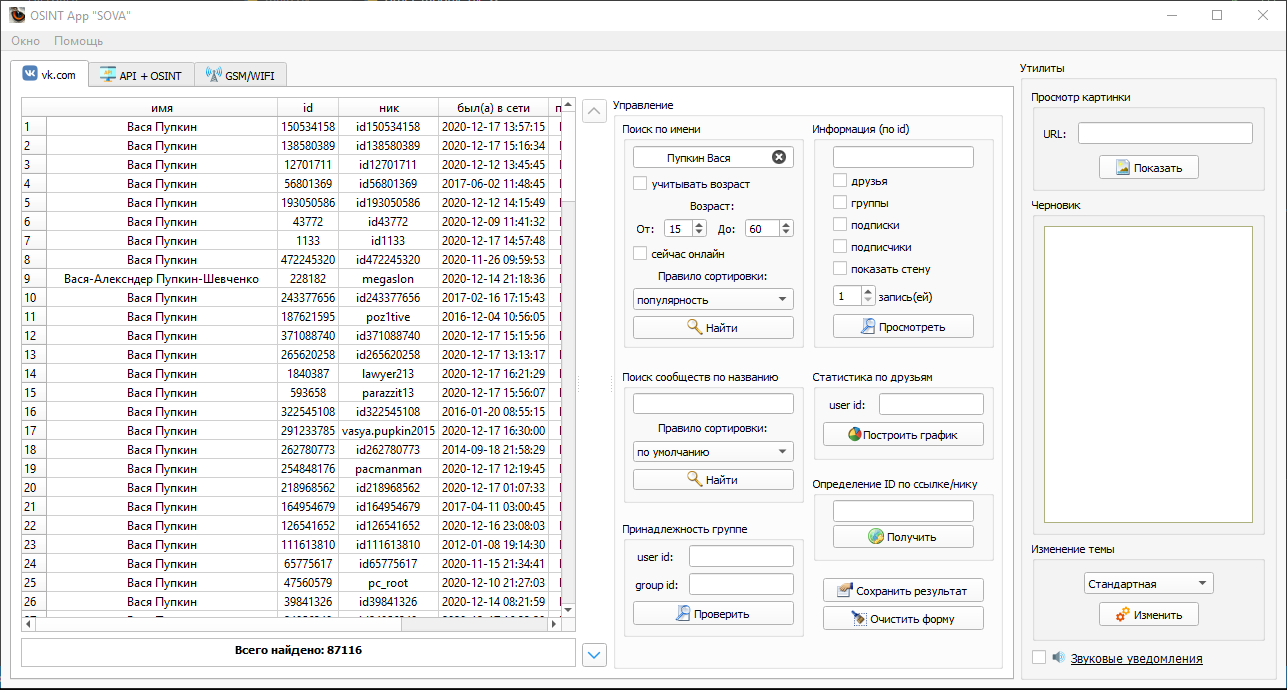 OSINT App "SOVA"
Окно Помощь
vk.com API + OSINT GSM/WIFI
имя id ник был(а) в сети
1 Вася Пупкин 150534158 id150534158 2020-12-17 13:57:15
2 Вася Пупкин 138580389 id138580389 2020-12-17 15:16:34
3 Вася Пупкин 12701711 id12701711 2020-12-12 13:45:45
4 Вася Пупкин 56801369 id56801369 2017-06-02 11:48:45
5 Вася Пупкин 193050586 id193050586 2020-12-12 14:15:49
6 Вася Пупкин 43772 id43772 2020-12-09 11:41:32
7 Вася Пупкин 1133 id1133 2020-12-17 14:57:48
8 Вася Пупкин 472245320 id472245320 2020-11-26 09:59:53
9 Вася-Алексндер Пупкин-Шевченко 228182 megaslon 2020-12-14 21:18:36
10 Вася Пупкин 243377656 id243377656 2017-02-16 17:15:43
11 Вася Пупкин 187621595 poz1tive 2016-12-04 10:56:05
12 Вася Пупкин 371088740 id371088740 2020-12-17 15:15:56
13 Вася Пупкин 265620258 id265620258 2020-12-17 13:13:17
14 Вася Пупкин 1840387 lawyer213 2020-12-17 16:21:29
15 Вася Пупкин 593658 parazzit13 2020-12-17 15:56:07
16 Вася Пупкин 322545108 id322545108 2016-01-20 08:55:15
17 Вася Пупкин 291233785 vasya.pupkin2015 2020-12-17 16:30:00
18 Вася Пупкин 262780773 id262780773 2014-09-18 21:58:29
19 Вася Пупкин 254848176 pacmanman 2020-12-17 12:19:45
20 Вася Пупкин 218968562 id218968562 2020-12-17 01:07:33
21 Вася Пупкин 164954679 id164954679 2017-04-11 03:00:45
22 Вася Пупкин 126541652 id126541652 2020-12-16 23:08:03
23 Вася Пупкин 111613810 id111613810 2012-01-08 19:14:30
24 Вася Пупкин 65775617 id65775617 2020-11-15 21:34:41
25 Вася Пупкин 47560579 pc_root 2020-12-10 21:27:03
26 Вася Пупкин 39841326 id39841326 2020-12-14 08:21:59
Всего найдено: 87116
Управление
Поиск по имени
Пупкин Вася
учитывать возраст
Возраст:
От: 15 До: 60
сейчас онлайн
Правило сортировки:
популярность
Найти
Поиск сообществ по названию
Правило сортировки:
по умолчанию
Найти
Принадлежность группе
user id:
group id:
Проверить
Информация (по id)
друзья
группы
подписки
подписчики
показать стену
1 запись(ей)
Просмотреть
Статистика по друзьям
user id:
Построить график
Определение ID по ссылке/нику
Получить
Сохранить результат
Очистить форму
Утилиты
Просмотр картинки
URL:
Показать
Черновик
Изменение темы
Стандартная
Изменить
Звуковые уведомления